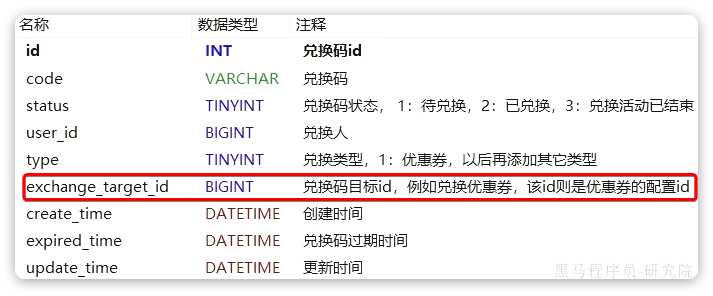 名称 数据类型 注释
id INT 兑换码id
code VARCHAR 兑换码
status TINYINT 兑换码状态， 1：待兑换，2：已兑换，3：兑换活动已结束
user_id BIGINT 兑换人
type TINYINT 兑换类型，1：优惠券，以后再添加其它类型
exchange_target_id BIGINT 兑换码目标id，例如兑换优惠券，该id则是优惠券的配置id
create_time DATETIME 创建时间
expired_time DATETIME 兑换码过期时间
update_time DATETIME 更新时间
黑马程序员-研究院